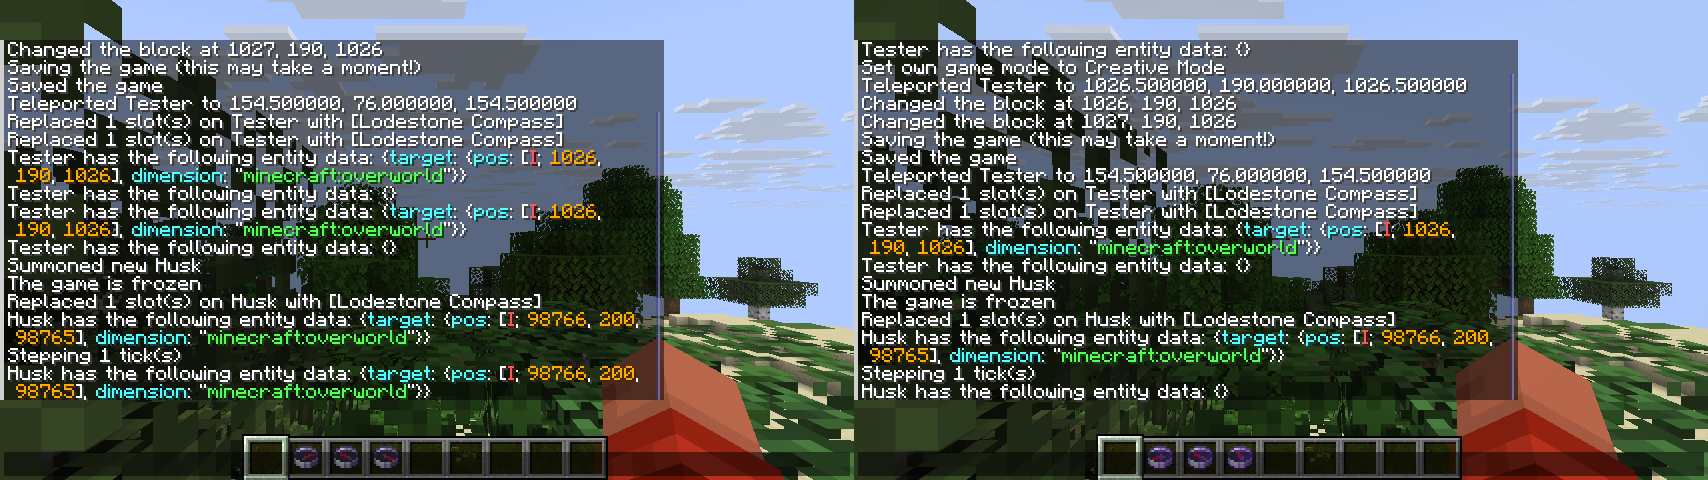 Changed the block at 1027, 190, 1026
Saving the game (this may take a moment!)
Saved the game
Teleported Tester to 154.500000, 76.000000, 154.500000
Replaced 1 slot(s) on Tester with [Lodestone Compass]
Replaced 1 slot(s) on Tester with [Lodestone Compass]
Tester has the following entity data: {target: {pos: [I; 1026,
190, 1026], dimension: "minecraft:overworld"}}
Tester has the following entity data: {}
Tester has the following entity data: {target: {pos: [I; 1026,
190, 1026], dimension: "minecraft:overworld"}}
Tester has the following entity data: {}
Summoned new Husk
The game is frozen
Replaced 1 slot(s) on Husk with [Lodestone Compass]
Husk has the following entity data: {target: {pos: [I; 98766, 200,
98765], dimension: "minecraft:overworld"}}
Stepping 1 tick(s)
Husk has the following entity data: {target: {pos: [I; 98766, 200,
98765], dimension: "minecraft:overworld"}}
Tester has the following entity data: {}
Set own game mode to Creative Mode
Teleported Tester to 1026.500000, 190.000000, 1026.500000
Changed the block at 1026, 190, 1026
Changed the block at 1027, 190, 1026
Saving the game (this may take a moment!)
Saved the game
Teleported Tester to 154.500000, 76.000000, 154.500000
Replaced 1 slot(s) on Tester with [Lodestone Compass]
Replaced 1 slot(s) on Tester with [Lodestone Compass]
Tester has the following entity data: {target: {pos: [I; 1026,
190, 1026], dimension: "minecraft:overworld"}}
Tester has the following entity data: {}
Summoned new Husk
The game is frozen
Replaced 1 slot(s) on Husk with [Lodestone Compass]
Husk has the following entity data: {target: {pos: [I; 98766, 200,
98765], dimension: "minecraft:overworld"}}
Stepping 1 tick(s)
Husk has the following entity data: {}